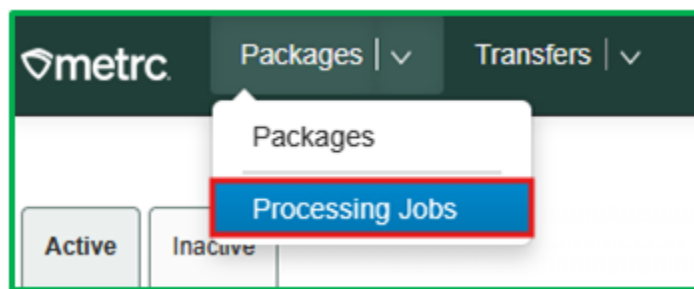 metrc.
Packages | Transfers |
Packages
Processing Jobs
Active Inactive